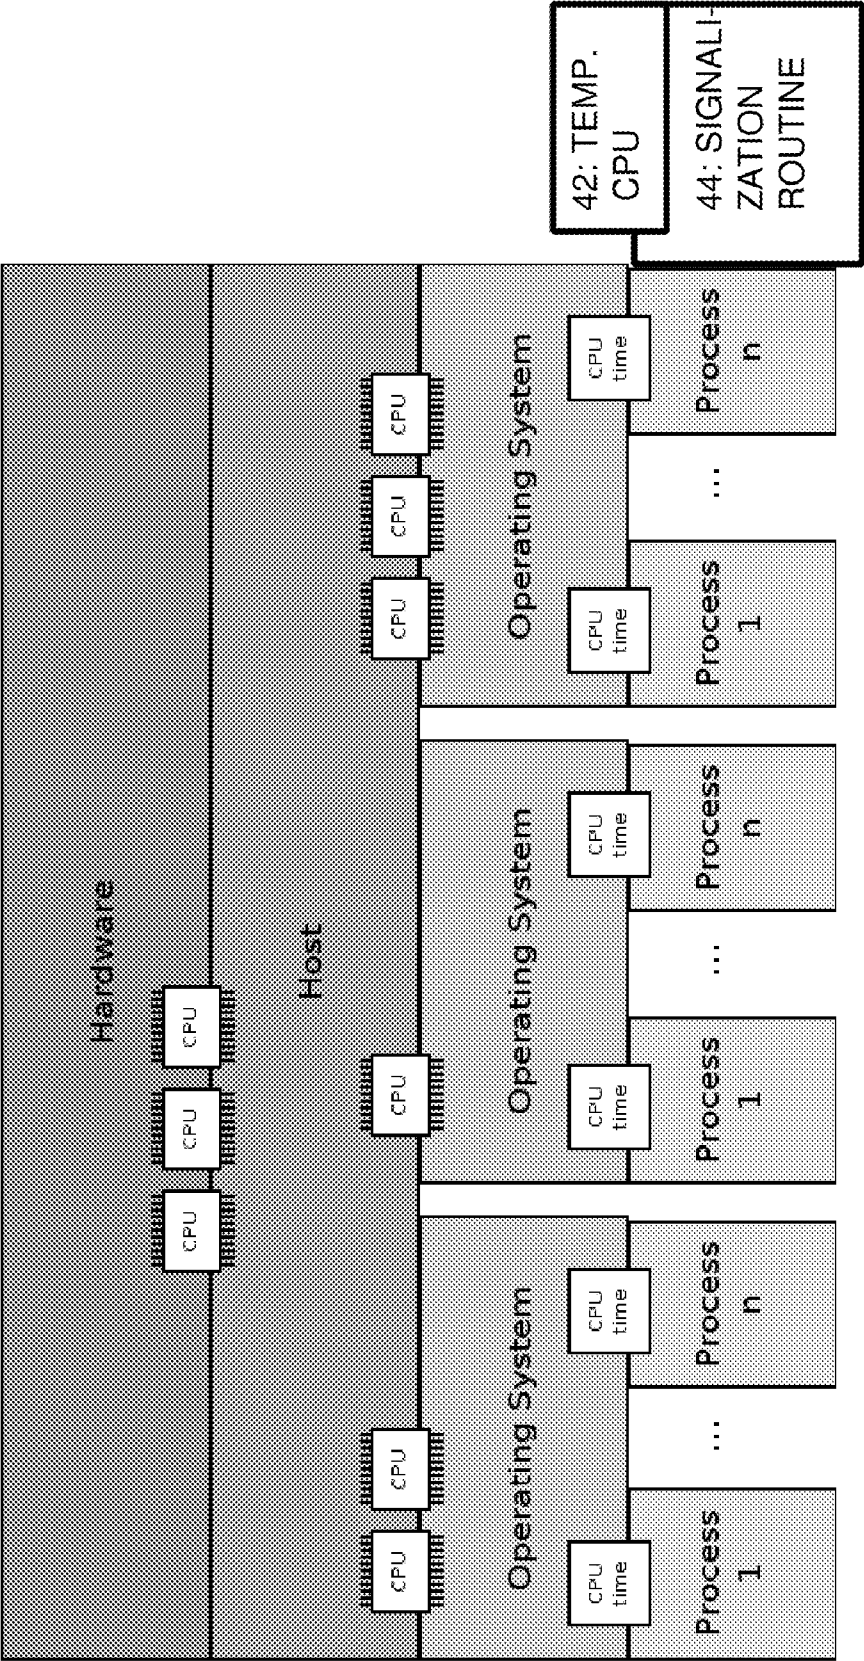 Hardware
CPU
CPU
CPU
Host
CPU
CPU
CPU
CPU
CPU
CPU
Operating System
Operating System
Operating System
CPU
time
CPU
time
CPU
time
CPU
time
CPU
time
CPU
time
42: TEMP.
CPU
Process
1
...
Process
n
Process
1
...
Process
n
Process
1
...
Process
n
44: SIGNALI-
ZATION
ROUTINE